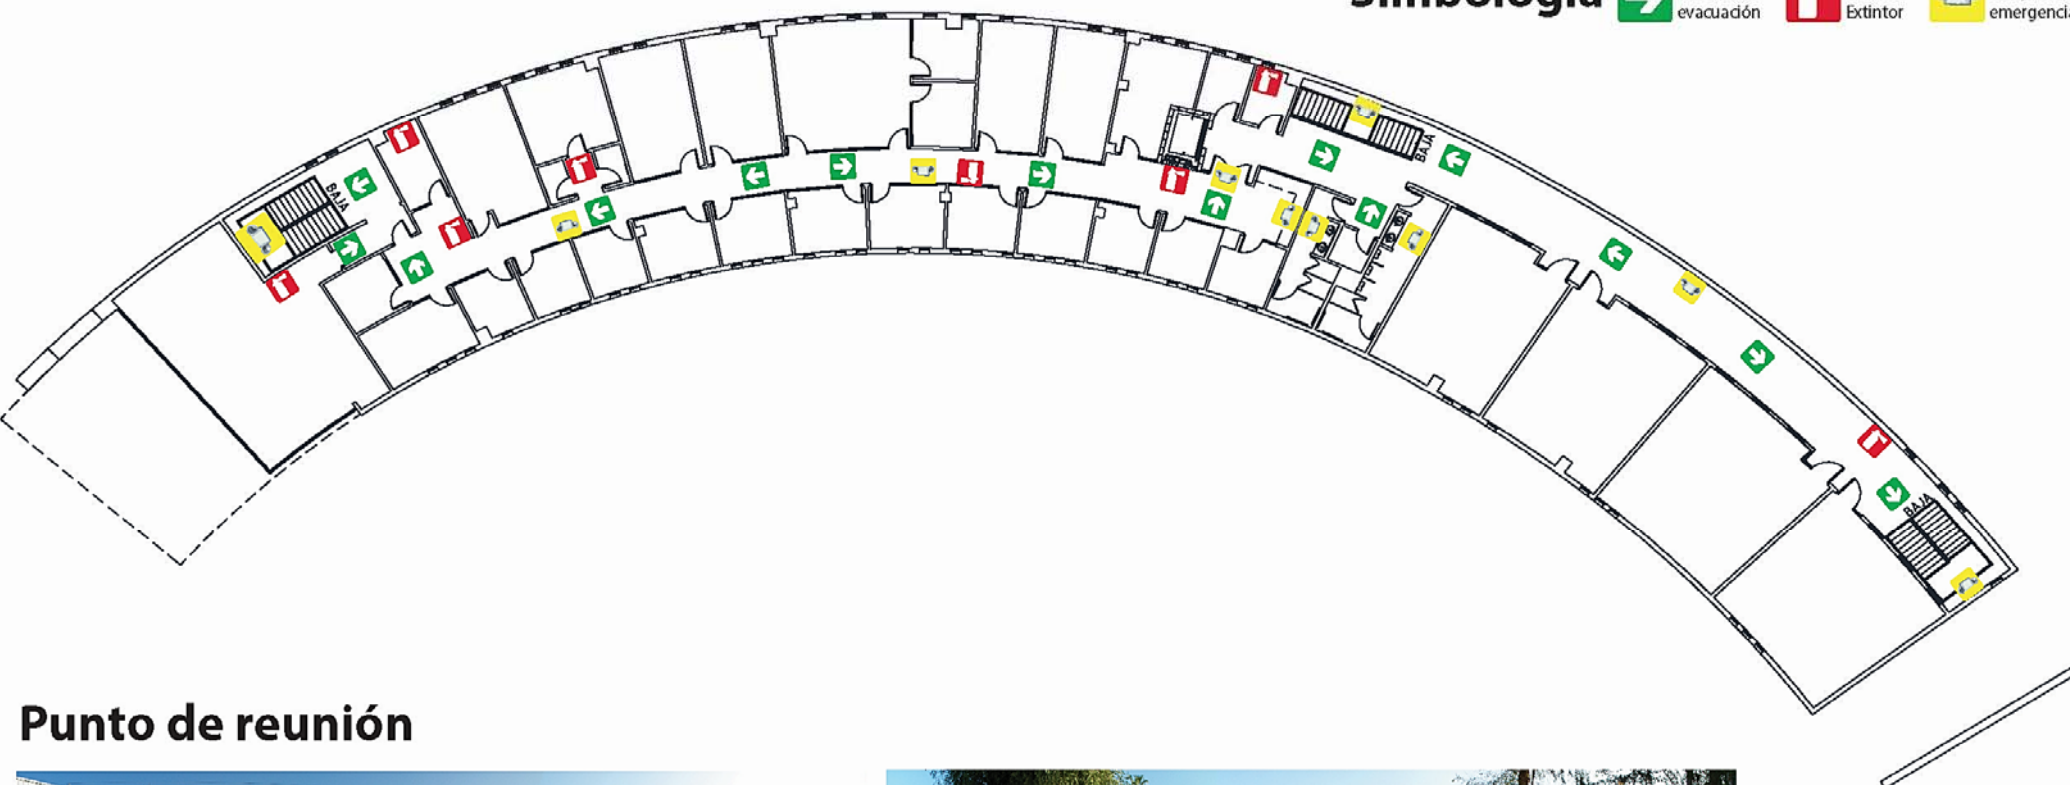 Simbología
evacuación
Extintor
emergencia
BAJA
BAJA
BAJA
Punto de reunión